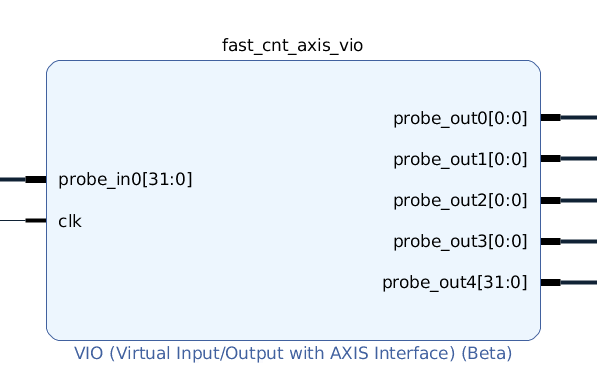 fast_cnt_axis_vio
probe_out0[0:0]
probe_out1[0:0]
probe_in0[31:0]
probe_out2[0:0]
clk
probe_out3[0:0]
probe_out4[31:0]
VIO (Virtual Input/Output with AXIS Interface) (Beta)